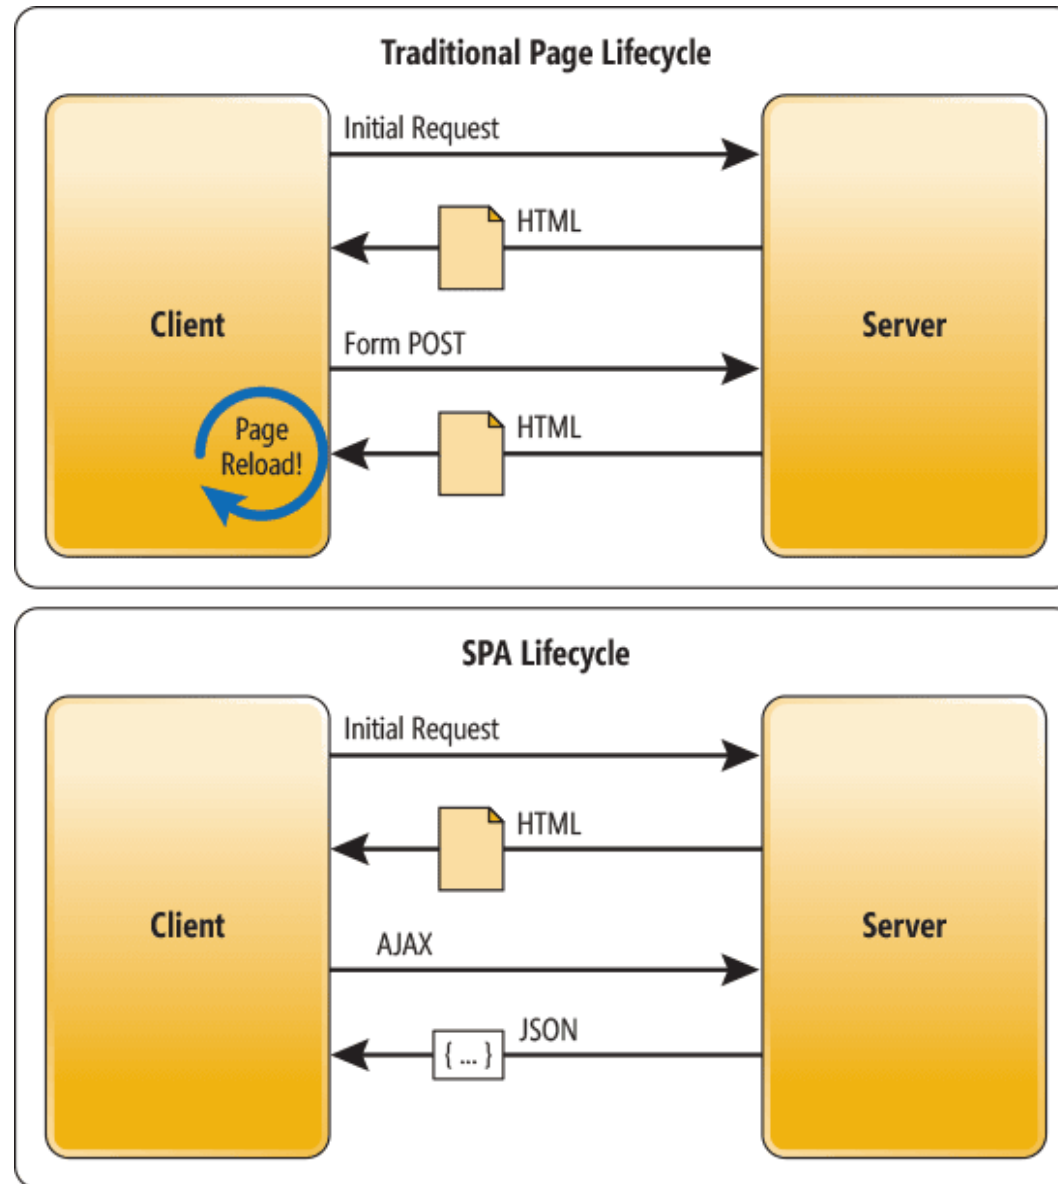 Traditional Page Lifecycle
Initial Request
HTML
Client
Server
Form POST
HTML
Page
Reload!
SPA Lifecycle
Initial Request
HTML
Client
Server
AJAX
JSON
{ ... }